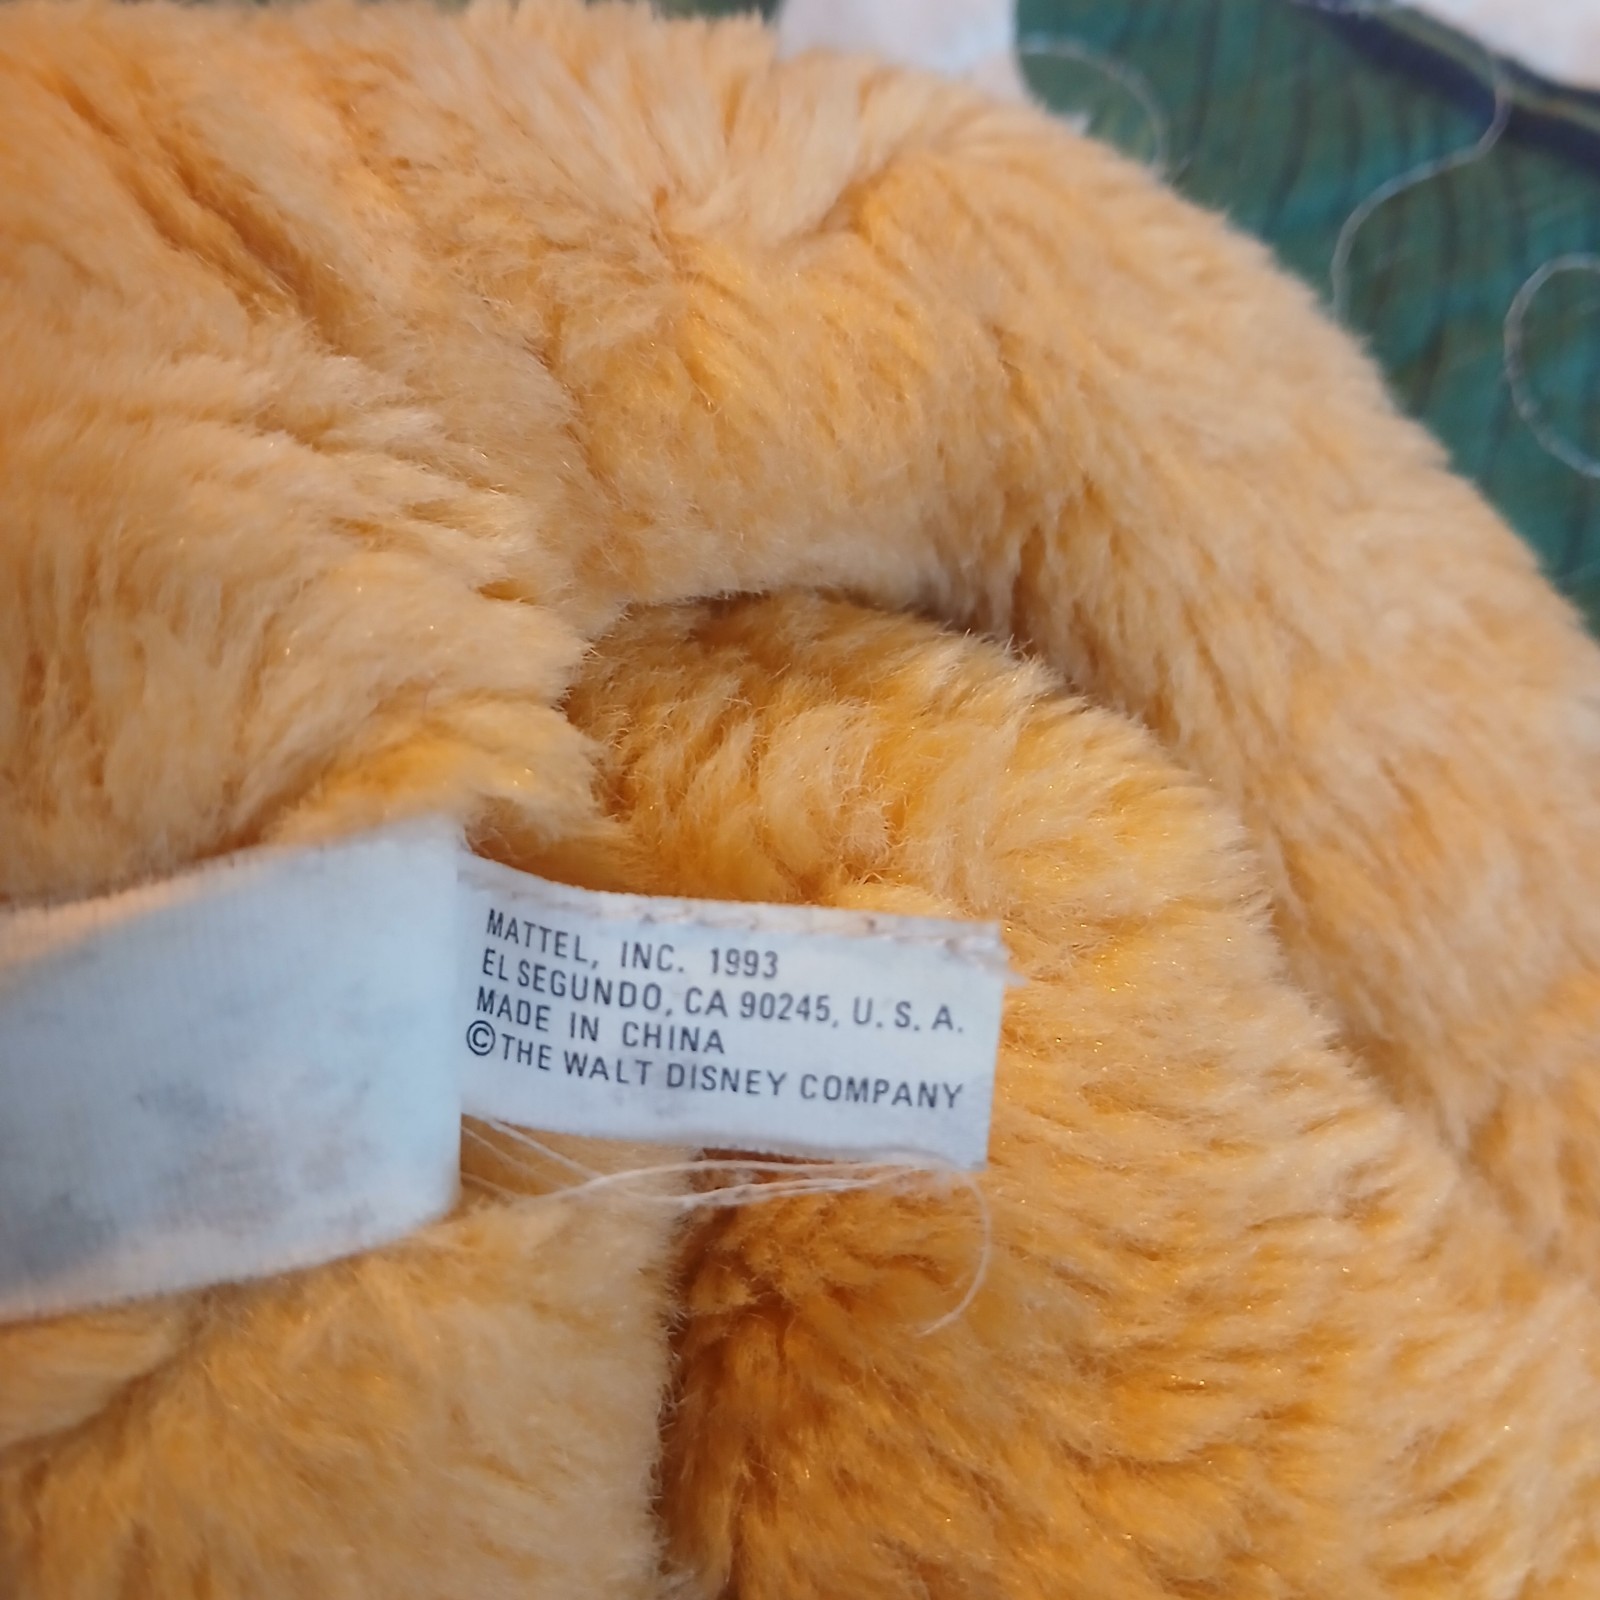 MATTEL, INC. 1993
EL SEGUNDO, CA 90245, U. S. A.
MADE IN CHINA
©THE WALT DISNEY COMPANY